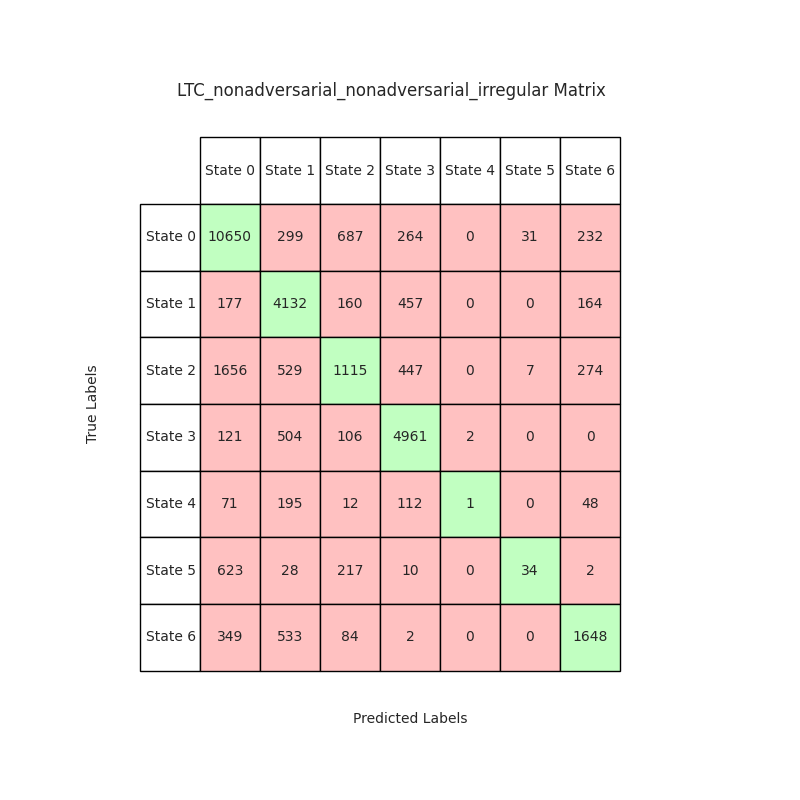 LTC_nonadversarial_nonadversarial_irregular Matrix
State 0 State 1 State 2 State 3 State 4 State 5 State 6
State 0 10650 299 687 264 0 31 232
State 1 177 4132 160 457 0 0 164
State 2 1656 529 1115 447 0 7 274
State 3 121 504 106 4961 2 0 0
State 4 71 195 12 112 1 0 48
State 5 623 28 217 10 0 34 2
State 6 349 533 84 2 0 0 1648
True Labels
Predicted Labels